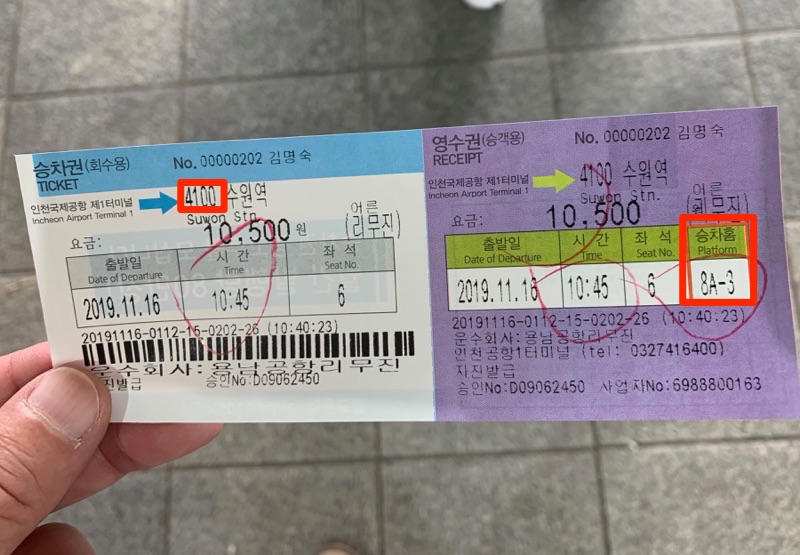 승차권(회수용)
TICKET
No. 00000202 김명숙
인천국제공항 제1터미널
Incheon Airport Terminal 1
4100 수원역
Suwon Stn.
어른
(리무진)
요금:
10,500 원
출발일
Date of Departure
시 간
Time
좌 석
Seat No.
2019.11.16
10:45
6
20191116-0112-15-0202-26 (10:40:23)
운수회사:용남공항리무진
지진발급
승인No:D09062450
영수권(승객용)
RECEIPT
No. 00000202 김명숙
인천국제공항 제1터미널
Incheon Airport Terminal 1
4100 수원역
Suwon Stn.
어른
(리무진)
요금:
10,500
출발일
Date of Departure
시 간
Time
좌 석
Seat No.
승차홈
Platform
2019.11.16
10:45
6
8A-3
20191116-0112-15-0202-26 (10:40:23)
운수회사:용남공항리무진
인천공항1터미널 (tel: 0327416400)
지진발급
승인No:D09062450 사업자No:6988800163